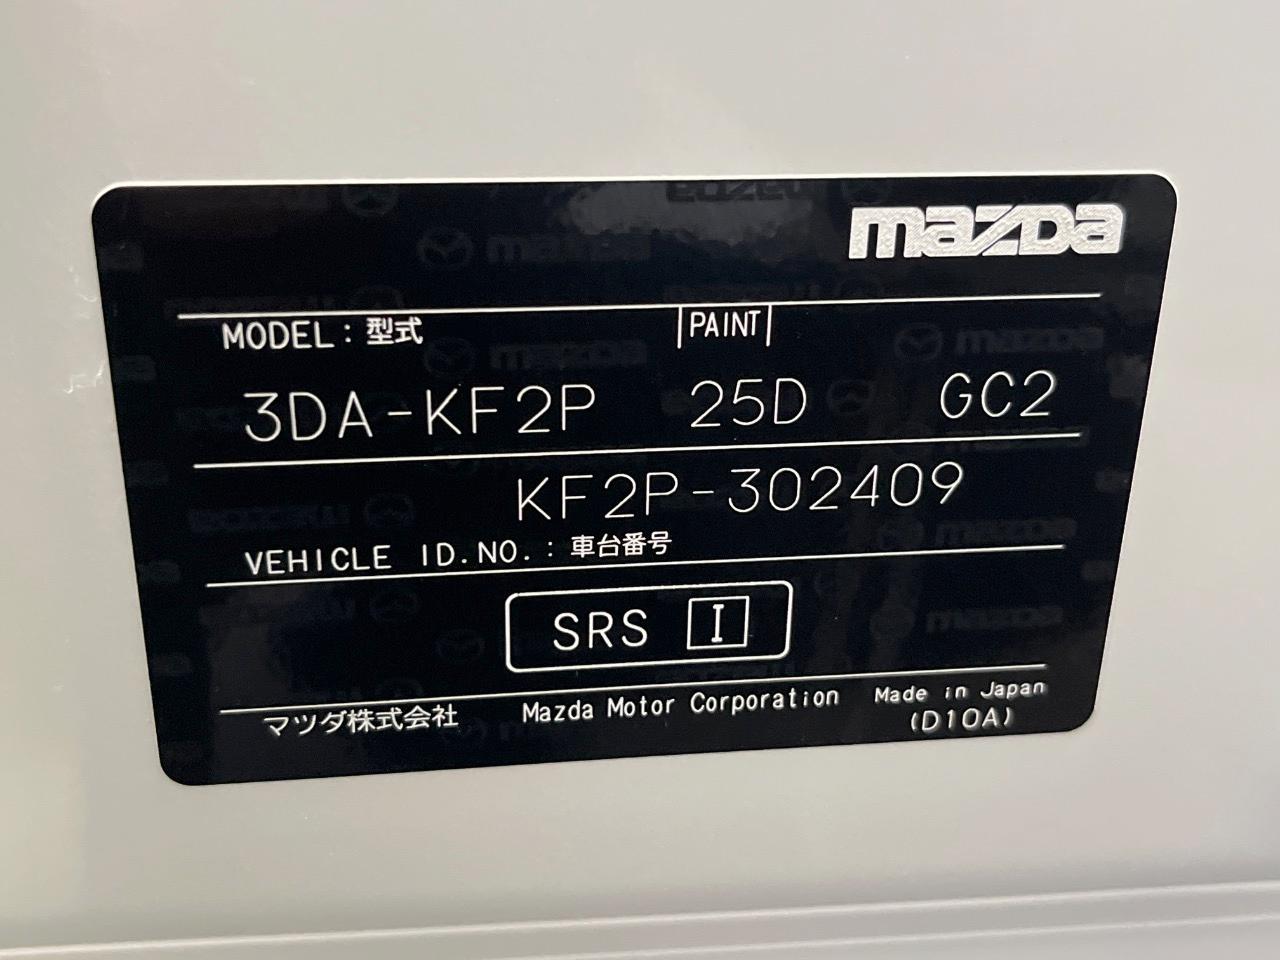 mazda
MODEL : 型式 PAINT
3DA-KF2P 25D GC2
KF2P-302409
VEHICLE ID.NO. : 車台番号
SRS I
マツダ株式会社 Mazda Motor Corporation Made in Japan
(D10A)